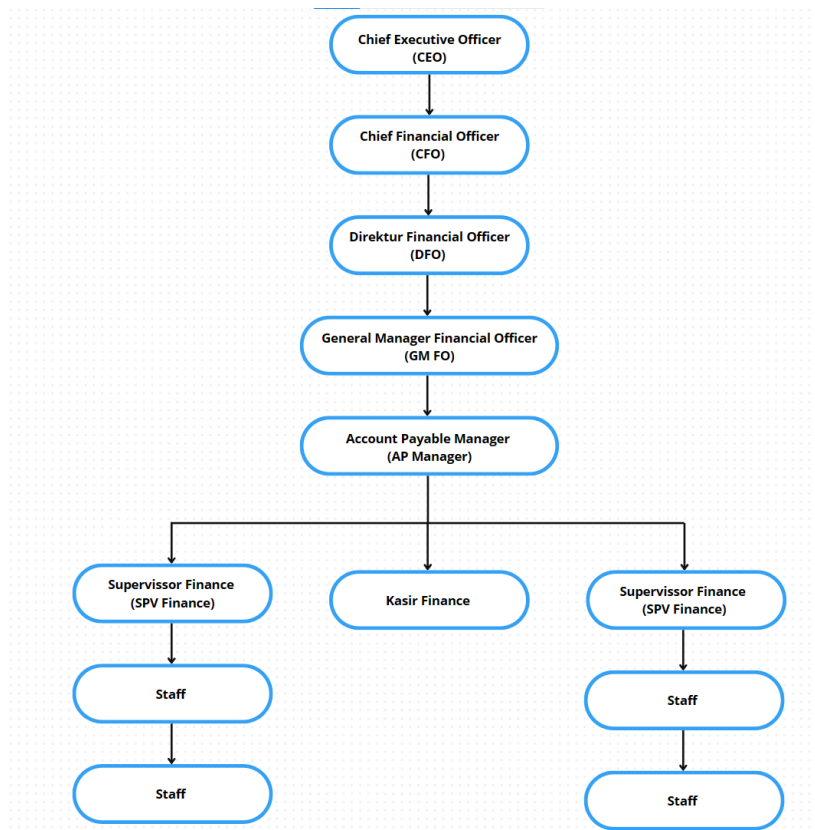 Chief Executive Officer
(CEO)
Chief Financial Officer
(CFO)
Direktur Financial Officer
(DFO)
General Manager Financial Officer
(GM FO)
Account Payable Manager
(AP Manager)
Supervissor Finance
(SPV Finance)
Kasir Finance
Supervissor Finance
(SPV Finance)
Staff
Staff
Staff
Staff